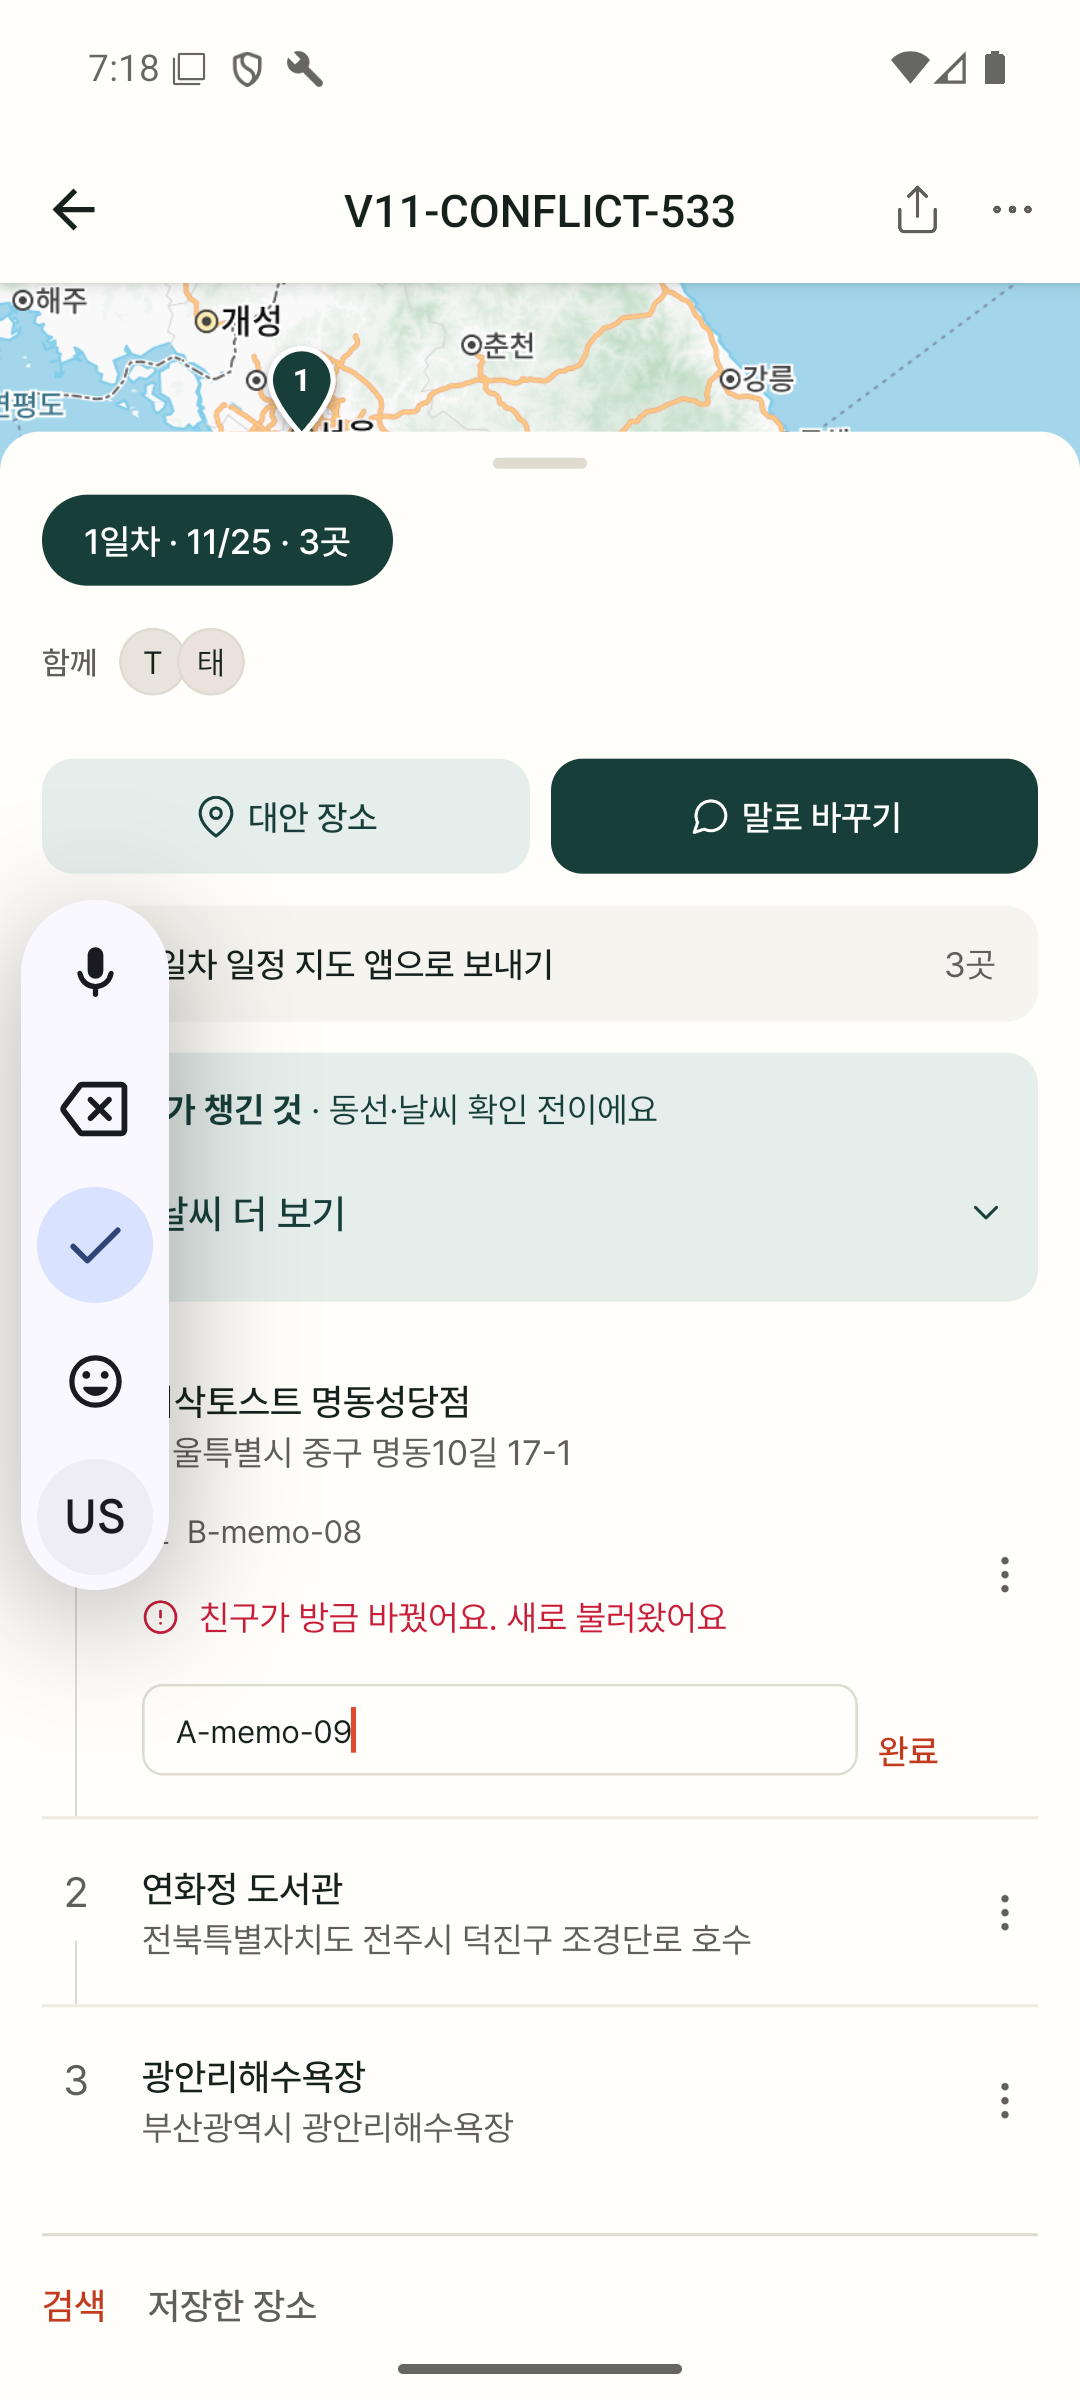 7:18
V11-CONFLICT-533
해주
개성
춘천
강릉
1
1일차 · 11/25 · 3곳
함께 T 태
대안 장소
말로 바꾸기
일차 일정 지도 앱으로 보내기 3곳
가 챙긴 것 · 동선·날씨 확인 전이에요
날씨 더 보기
삭토스트 명동성당점
울특별시 중구 명동10길 17-1
B-memo-08
친구가 방금 바꿨어요. 새로 불러왔어요
A-memo-09
완료
US
2 연화정 도서관
전북특별자치도 전주시 덕진구 조경단로 호수
3 광안리해수욕장
부산광역시 광안리해수욕장
검색 저장한 장소